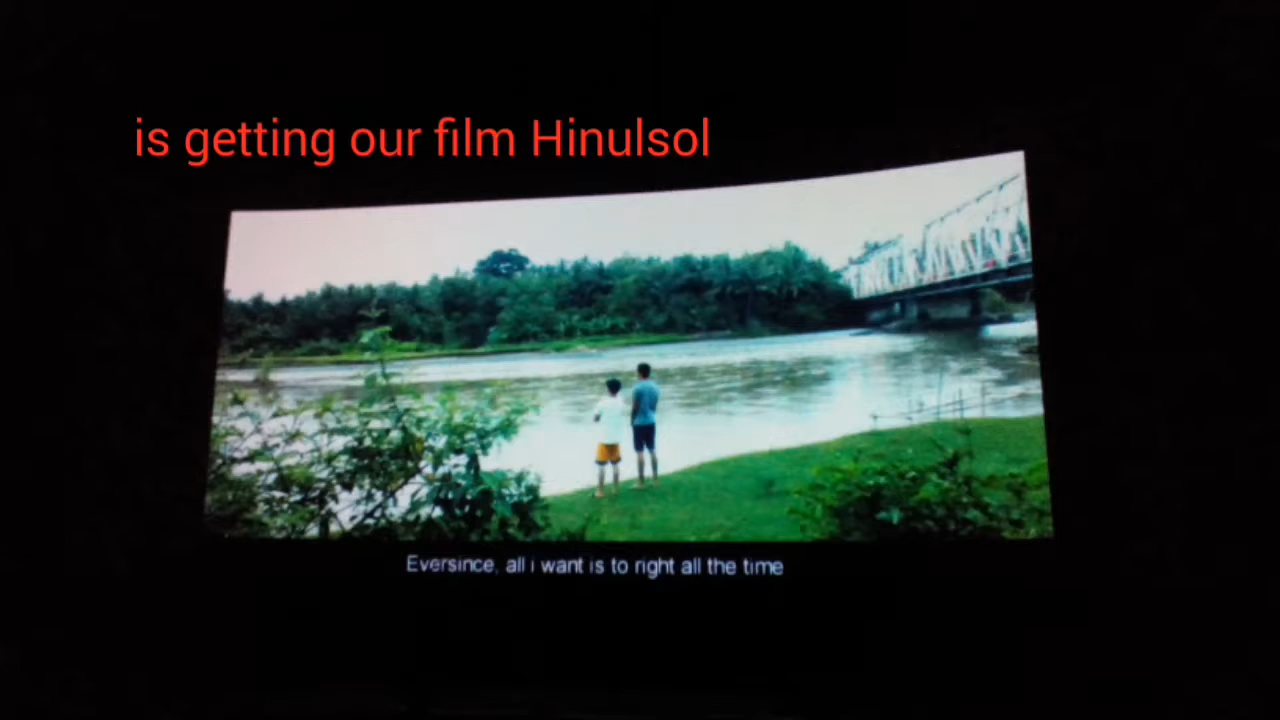 is getting our film Hinulsol
Eversince, all i want is to right all the time